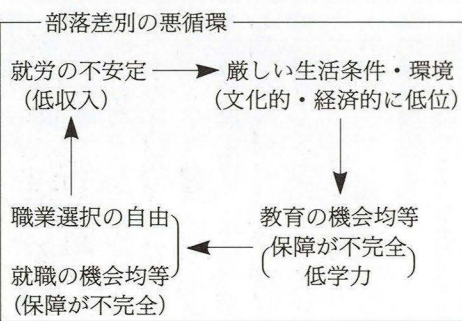 部落差別の悪循環
就労の不安定
(低収入)
厳しい生活条件・環境
(文化的・経済的に低位)
教育の機会均等
保障が不完全
低学力
職業選択の自由
就職の機会均等
(保障が不完全)